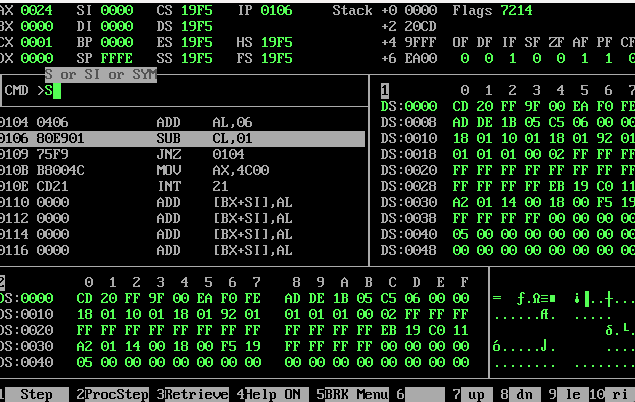 AX 0024 SI 0000 CS 19F5 IP 0106 Stack +0 0000 Flags 7214
BX 0000 DI 0000 DS 19F5 +2 20CD
CX 0001 BP 0000 ES 19F5 HS 19F5 +4 9FFF OF DF IF SF ZF AF PF CF
DX 0000 SP FFFE SS 19F5 FS 19F5 +6 EA00 0 0 1 0 0 1 1 0
S or SI or SYM
CMD >S
1 0 1 2 3 4 5 6 7
DS:0000 CD 20 FF 9F 00 EA F0 FE
0104 0406 ADD AL,06 DS:0008 AD DE 1B 05 C5 06 00 00
0106 80E901 SUB CL,01 DS:0010 18 01 10 01 18 01 92 01
0109 75F9 JNZ 0104 DS:0018 01 01 01 00 02 FF FF FF
010B B8004C MOV AX,4C00 DS:0020 FF FF FF FF FF FF FF FF
010E CD21 INT 21 DS:0028 FF FF FF FF EB 19 C0 11
0110 0000 ADD [BX+SI],AL DS:0030 A2 01 14 00 18 00 F5 19
0112 0000 ADD [BX+SI],AL DS:0038 FF FF FF FF 00 00 00 00
0114 0000 ADD [BX+SI],AL DS:0040 05 00 00 00 00 00 00 00
0116 0000 ADD [BX+SI],AL DS:0048 00 00 00 00 00 00 00 00
2 0 1 2 3 4 5 6 7 8 9 A B C D E F
DS:0000 CD 20 FF 9F 00 EA F0 FE AD DE 1B 05 C5 06 00 00 = ƒ.Ω≡■ ¡▐..┼...
DS:0010 18 01 10 01 18 01 92 01 01 01 01 00 02 FF FF FF
DS:0020 FF FF FF FF FF FF FF FF FF FF FF FF EB 19 C0 11 δ.└.
DS:0030 A2 01 14 00 18 00 F5 19 FF FF FF FF 00 00 00 00 ó.....⌡.
DS:0040 05 00 00 00 00 00 00 00 00 00 00 00 00 00 00 00
1 Step 2ProcStep 3Retrieve 4Help ON 5BRK Menu 6 7 up 8 dn 9 le 10 ri